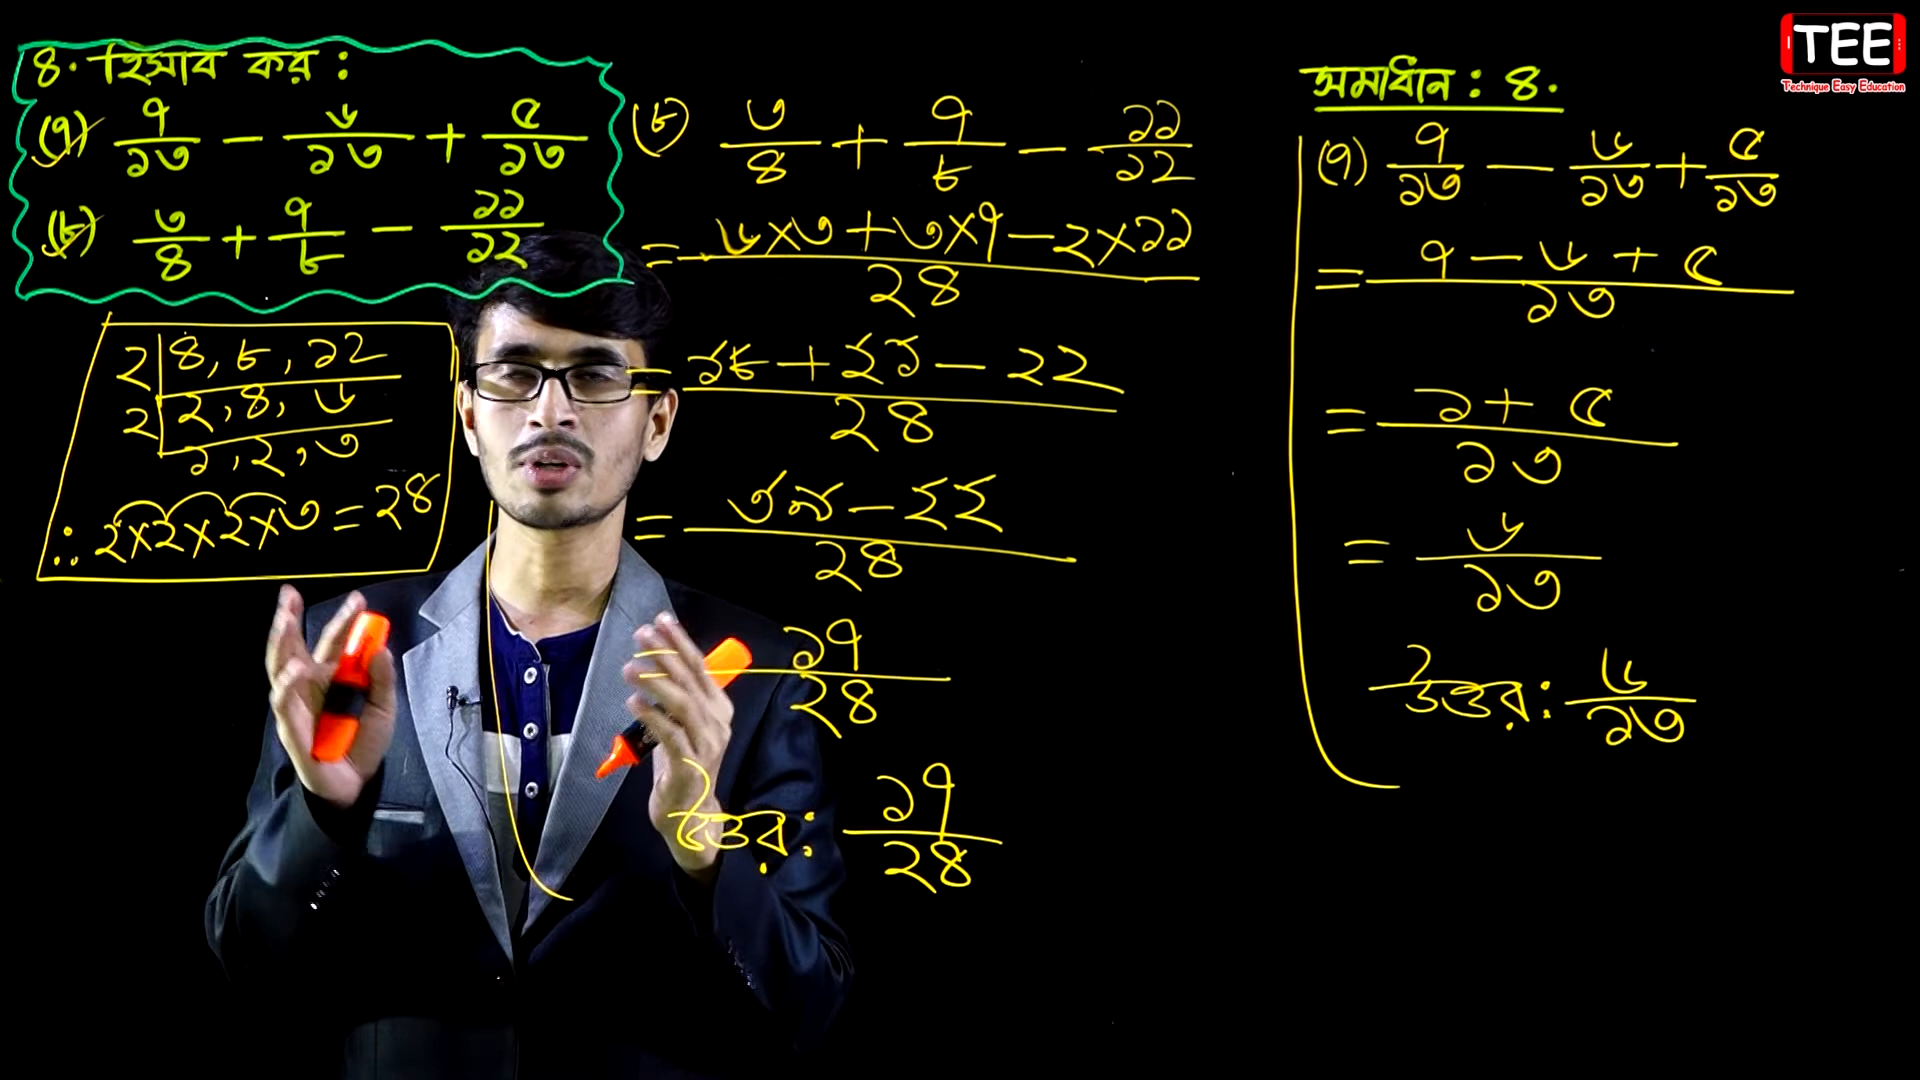 ৪. হিসাব কর :
(৭) ৭/১৩ − ৬/১৩ + ৫/১৩
(৮) ৩/৪ + ৭/৮ − ১১/১২
২ | ৪, ৮, ১২
২ | ২, ৪, ৬
১, ২, ৩
∴ ২×২×২×৩ = ২৪
(৮) ৩/৪ + ৭/৮ − ১১/১২
= ৬×৩+৩×৭−২×১১/২৪
= ১৮+২১−২২/২৪
= ৩৯−২২/২৪
= ১৭/২৪
উত্তর: ১৭/২৪
TEE
Technique Easy Education
সমাধান : ৪.
(৭) ৭/১৩ − ৬/১৩ + ৫/১৩
= ৭−৬+৫/১৩
= ১+৫/১৩
= ৬/১৩
উত্তর: ৬/১৩